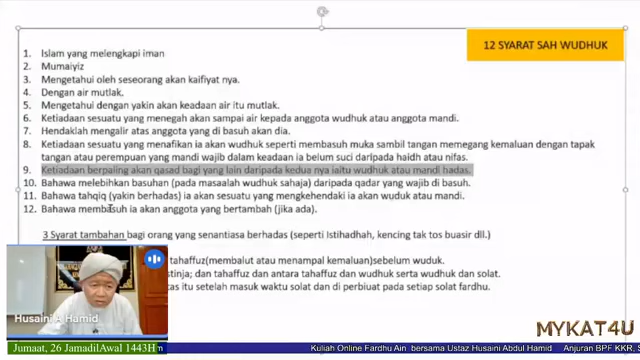 12 SYARAT SAH WUDHUK
1. Islam yang melengkapi iman
2. Mumaiyiz
3. Mengetahui oleh seseorang akan kaifiyat nya.
4. Dengan air mutlak.
5. Mengetahui dengan yakin akan keadaan air itu mutlak.
6. Ketiadaan sesuatu yang menegah akan sampai air kepada anggota wudhuk atau anggota mandi.
7. Hendaklah mengalir atas anggota yang di basuh akan dia.
8. Ketiadaan sesuatu yang menafikan ia akan wudhuk seperti membasuh muka sambil tangan memegang kemaluan dengan tapak
tangan atau perempuan yang mandi wajib dalam keadaan ia belum suci daripada haidh atau nifas.
9. Ketiadaan berpaling akan qasad bagi yang lain daripada kedua nya iaitu wudhuk atau mandi hadas.
10. Bahawa melebihkan basuhan (pada masaalah wudhuk sahaja) daripada qadar yang wajib di basuh.
11. Bahawa tahqiq (yakin berhadas) ia akan sesuatu yang mengkehendaki ia akan wuduk atau mandi.
12. Bahawa membasuh ia akan anggota yang bertambah (jika ada).
3 Syarat tambahan bagi orang yang senantiasa berhadas (seperti Istihadhah, kencing tak tos buasir dll.)
tahaffuz(membalut atau menampal kemaluan)sebelum wuduk.
stinja; dan tahaffuz dan antara tahaffuz dan wudhuk serta wudhuk dan solat.
as itu setelah masuk waktu solat dan di perbiuat pada setiap solat fardhu.
Husaini A Hamid
MYKAT4U
Jumaat, 26 JamadilAwal 1443H
Kuliah Online Fardhu Ain bersama Ustaz Husaini Abdul Hamid
Anjuran BPF KKR, S